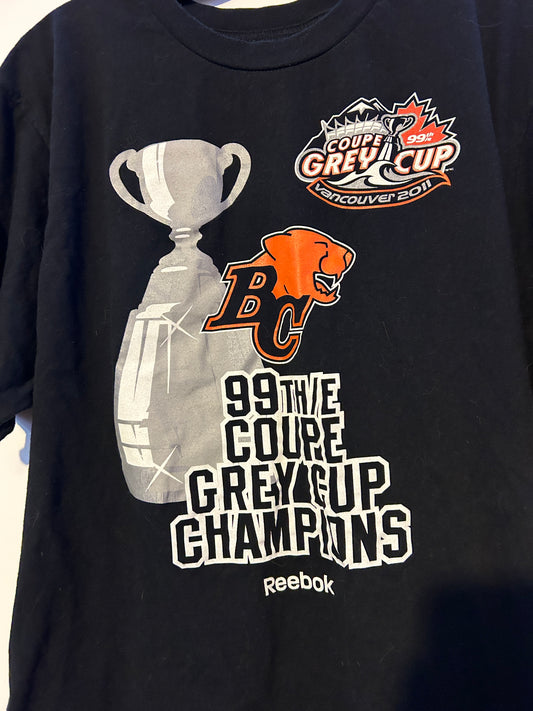 COUPE 99th/e
GREY CUP
VANCOUVER 2011
BC
99TH/E
COUPE
GREY CUP
CHAMPIONS
Reebok